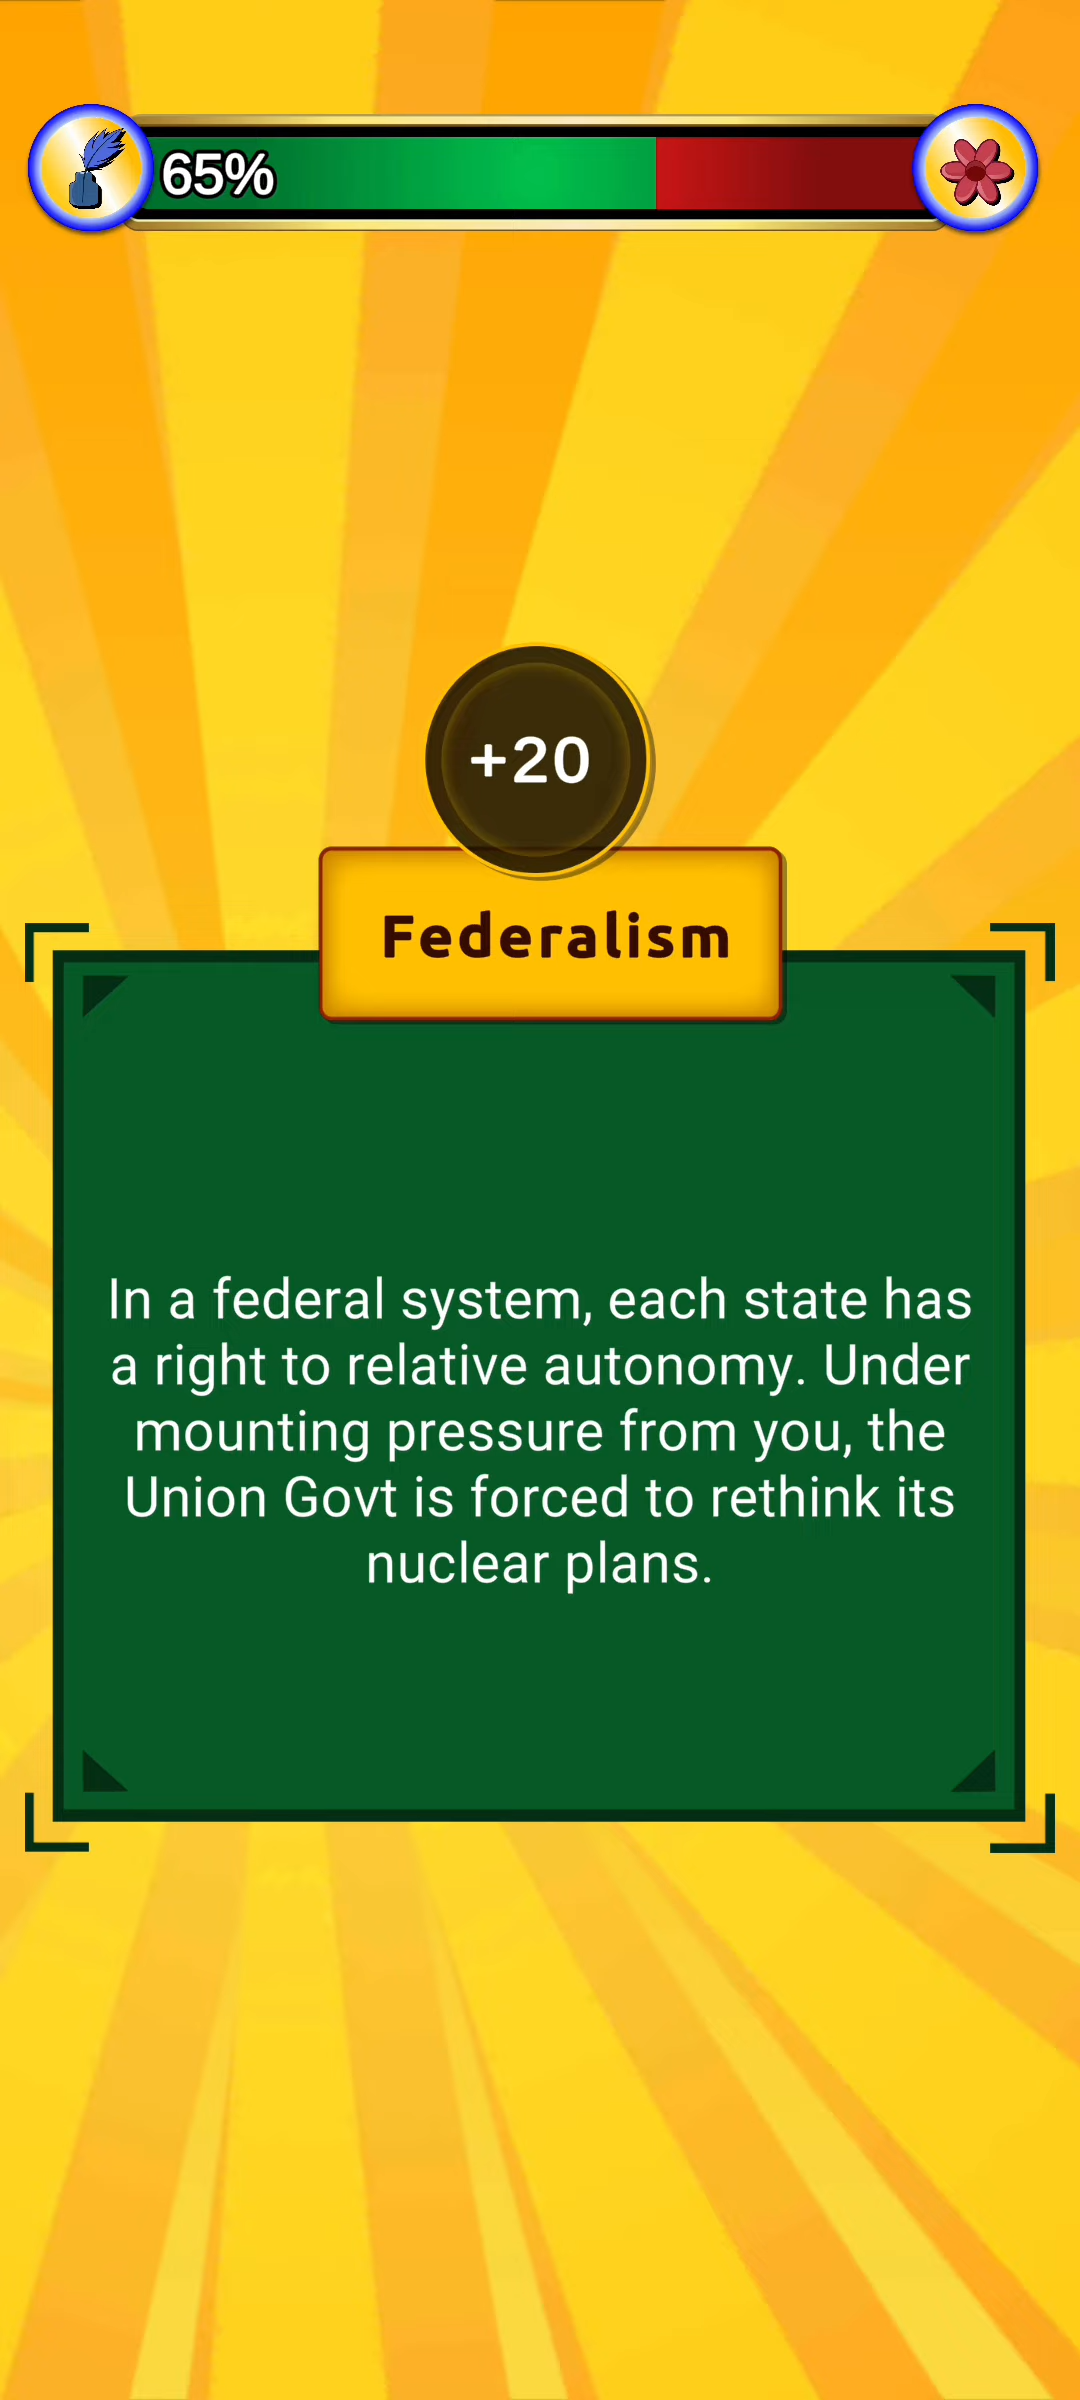 65%
+20
Federalism
In a federal system, each state has
a right to relative autonomy. Under
mounting pressure from you, the
Union Govt is forced to rethink its
nuclear plans.